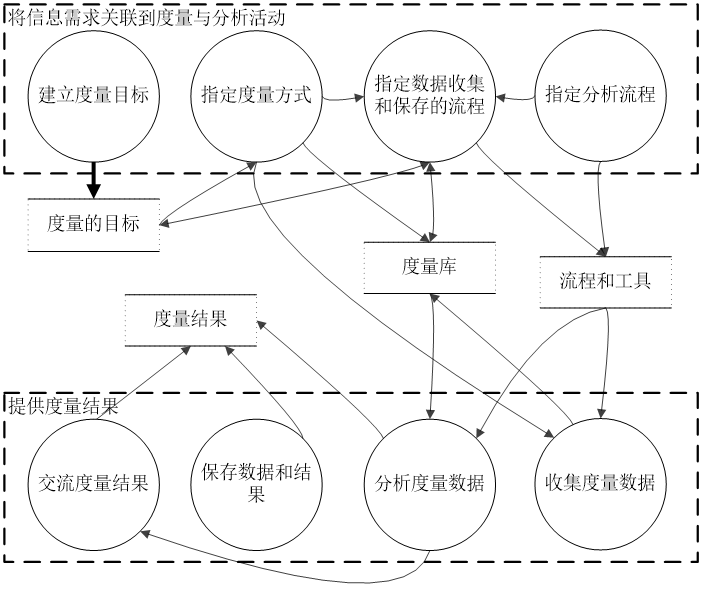 将信息需求关联到度量与分析活动
建立度量目标
指定度量方式
指定数据收集
和保存的流程
指定分析流程
度量的目标
度量库
流程和工具
度量结果
提供度量结果
交流度量结果
保存数据和结
果
分析度量数据
收集度量数据